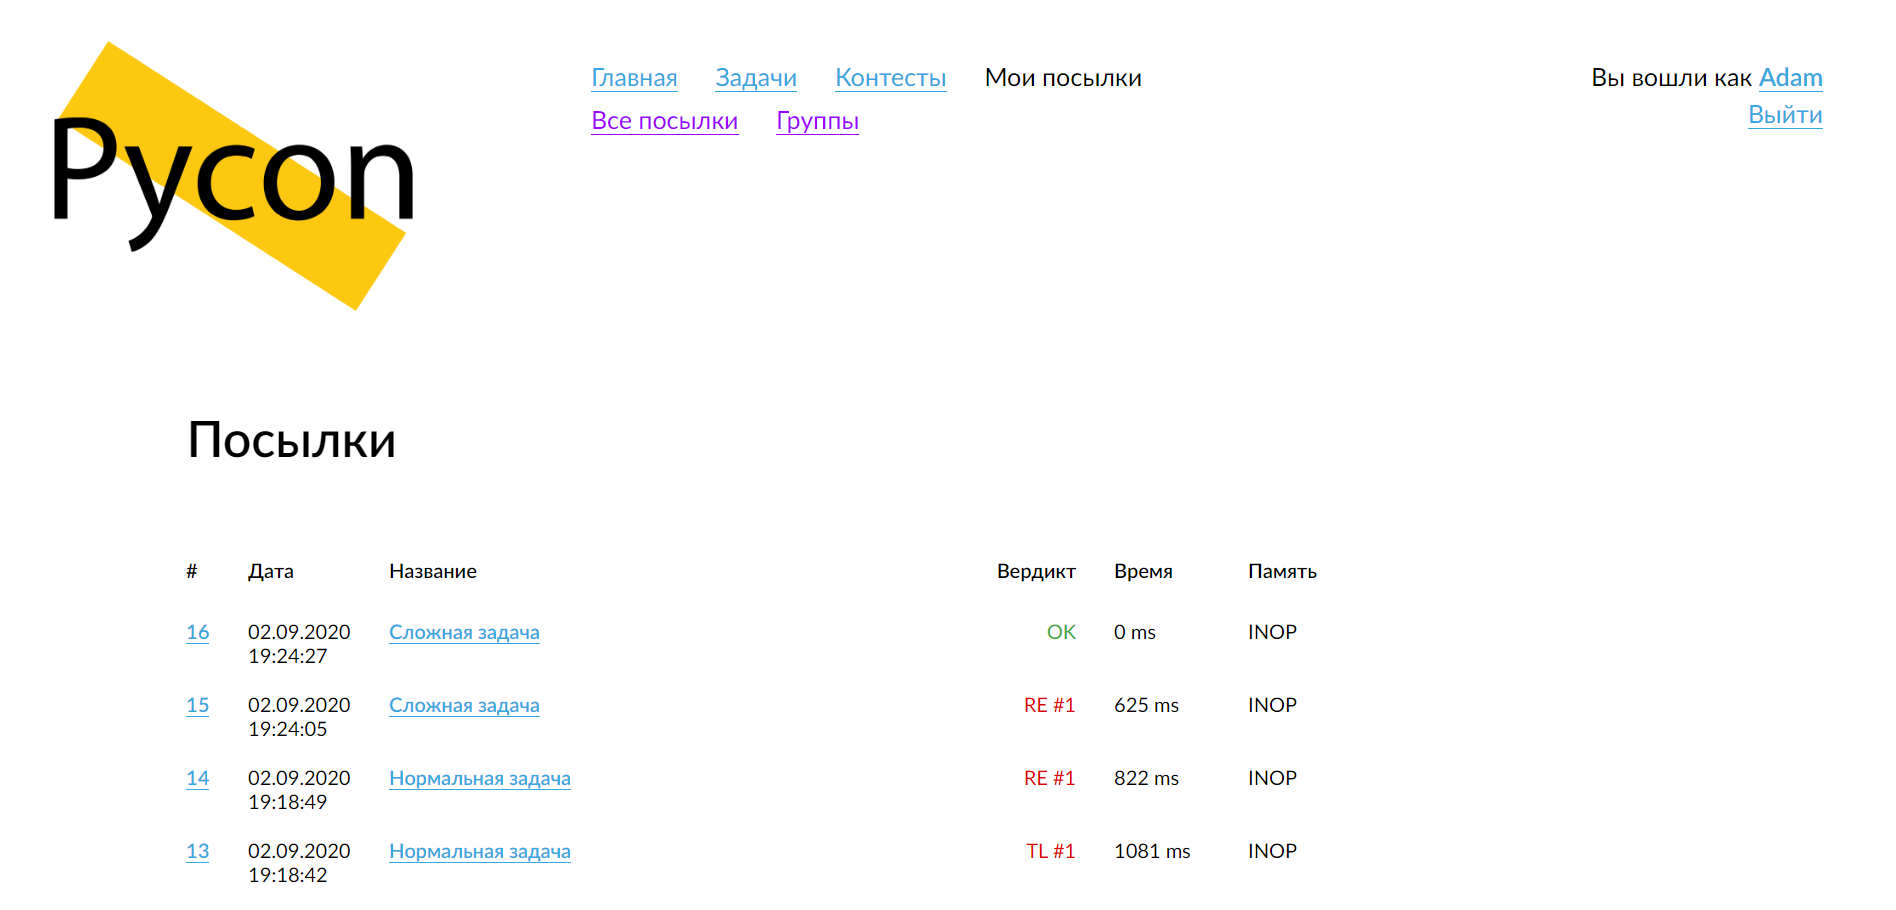 Pycon
Главная Задачи Контесты Мои посылки
Все посылки Группы
Вы вошли как Adam
Выйти
Посылки
# Дата Название Вердикт Время Память
16 02.09.2020 Сложная задача OK 0 ms INOP
19:24:27
15 02.09.2020 Сложная задача RE #1 625 ms INOP
19:24:05
14 02.09.2020 Нормальная задача RE #1 822 ms INOP
19:18:49
13 02.09.2020 Нормальная задача TL #1 1081 ms INOP
19:18:42